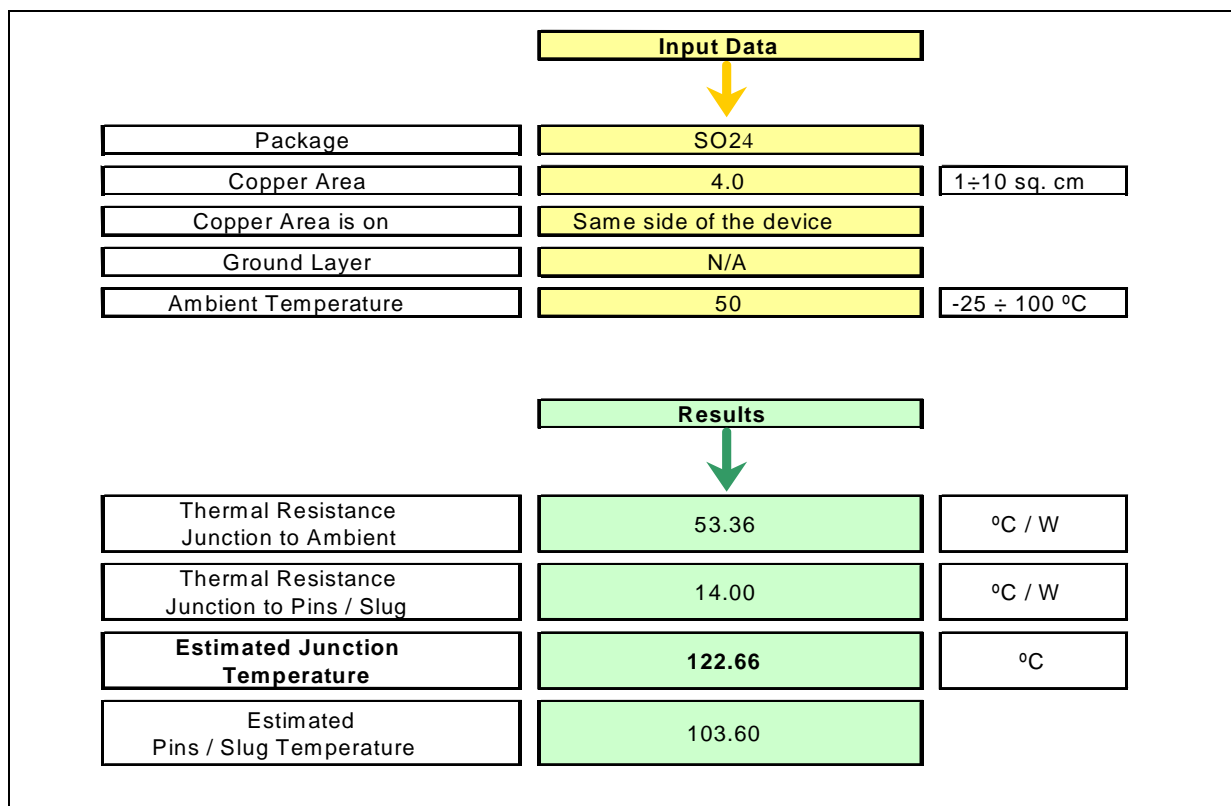 Input Data
Package SO24
Copper Area 4.0 1÷10 sq. cm
Copper Area is on Same side of the device
Ground Layer N/A
Ambient Temperature 50 -25 ÷ 100 ºC
Results
Thermal Resistance
Junction to Ambient 53.36 ºC / W
Thermal Resistance
Junction to Pins / Slug 14.00 ºC / W
Estimated Junction
Temperature 122.66 ºC
Estimated
Pins / Slug Temperature 103.60